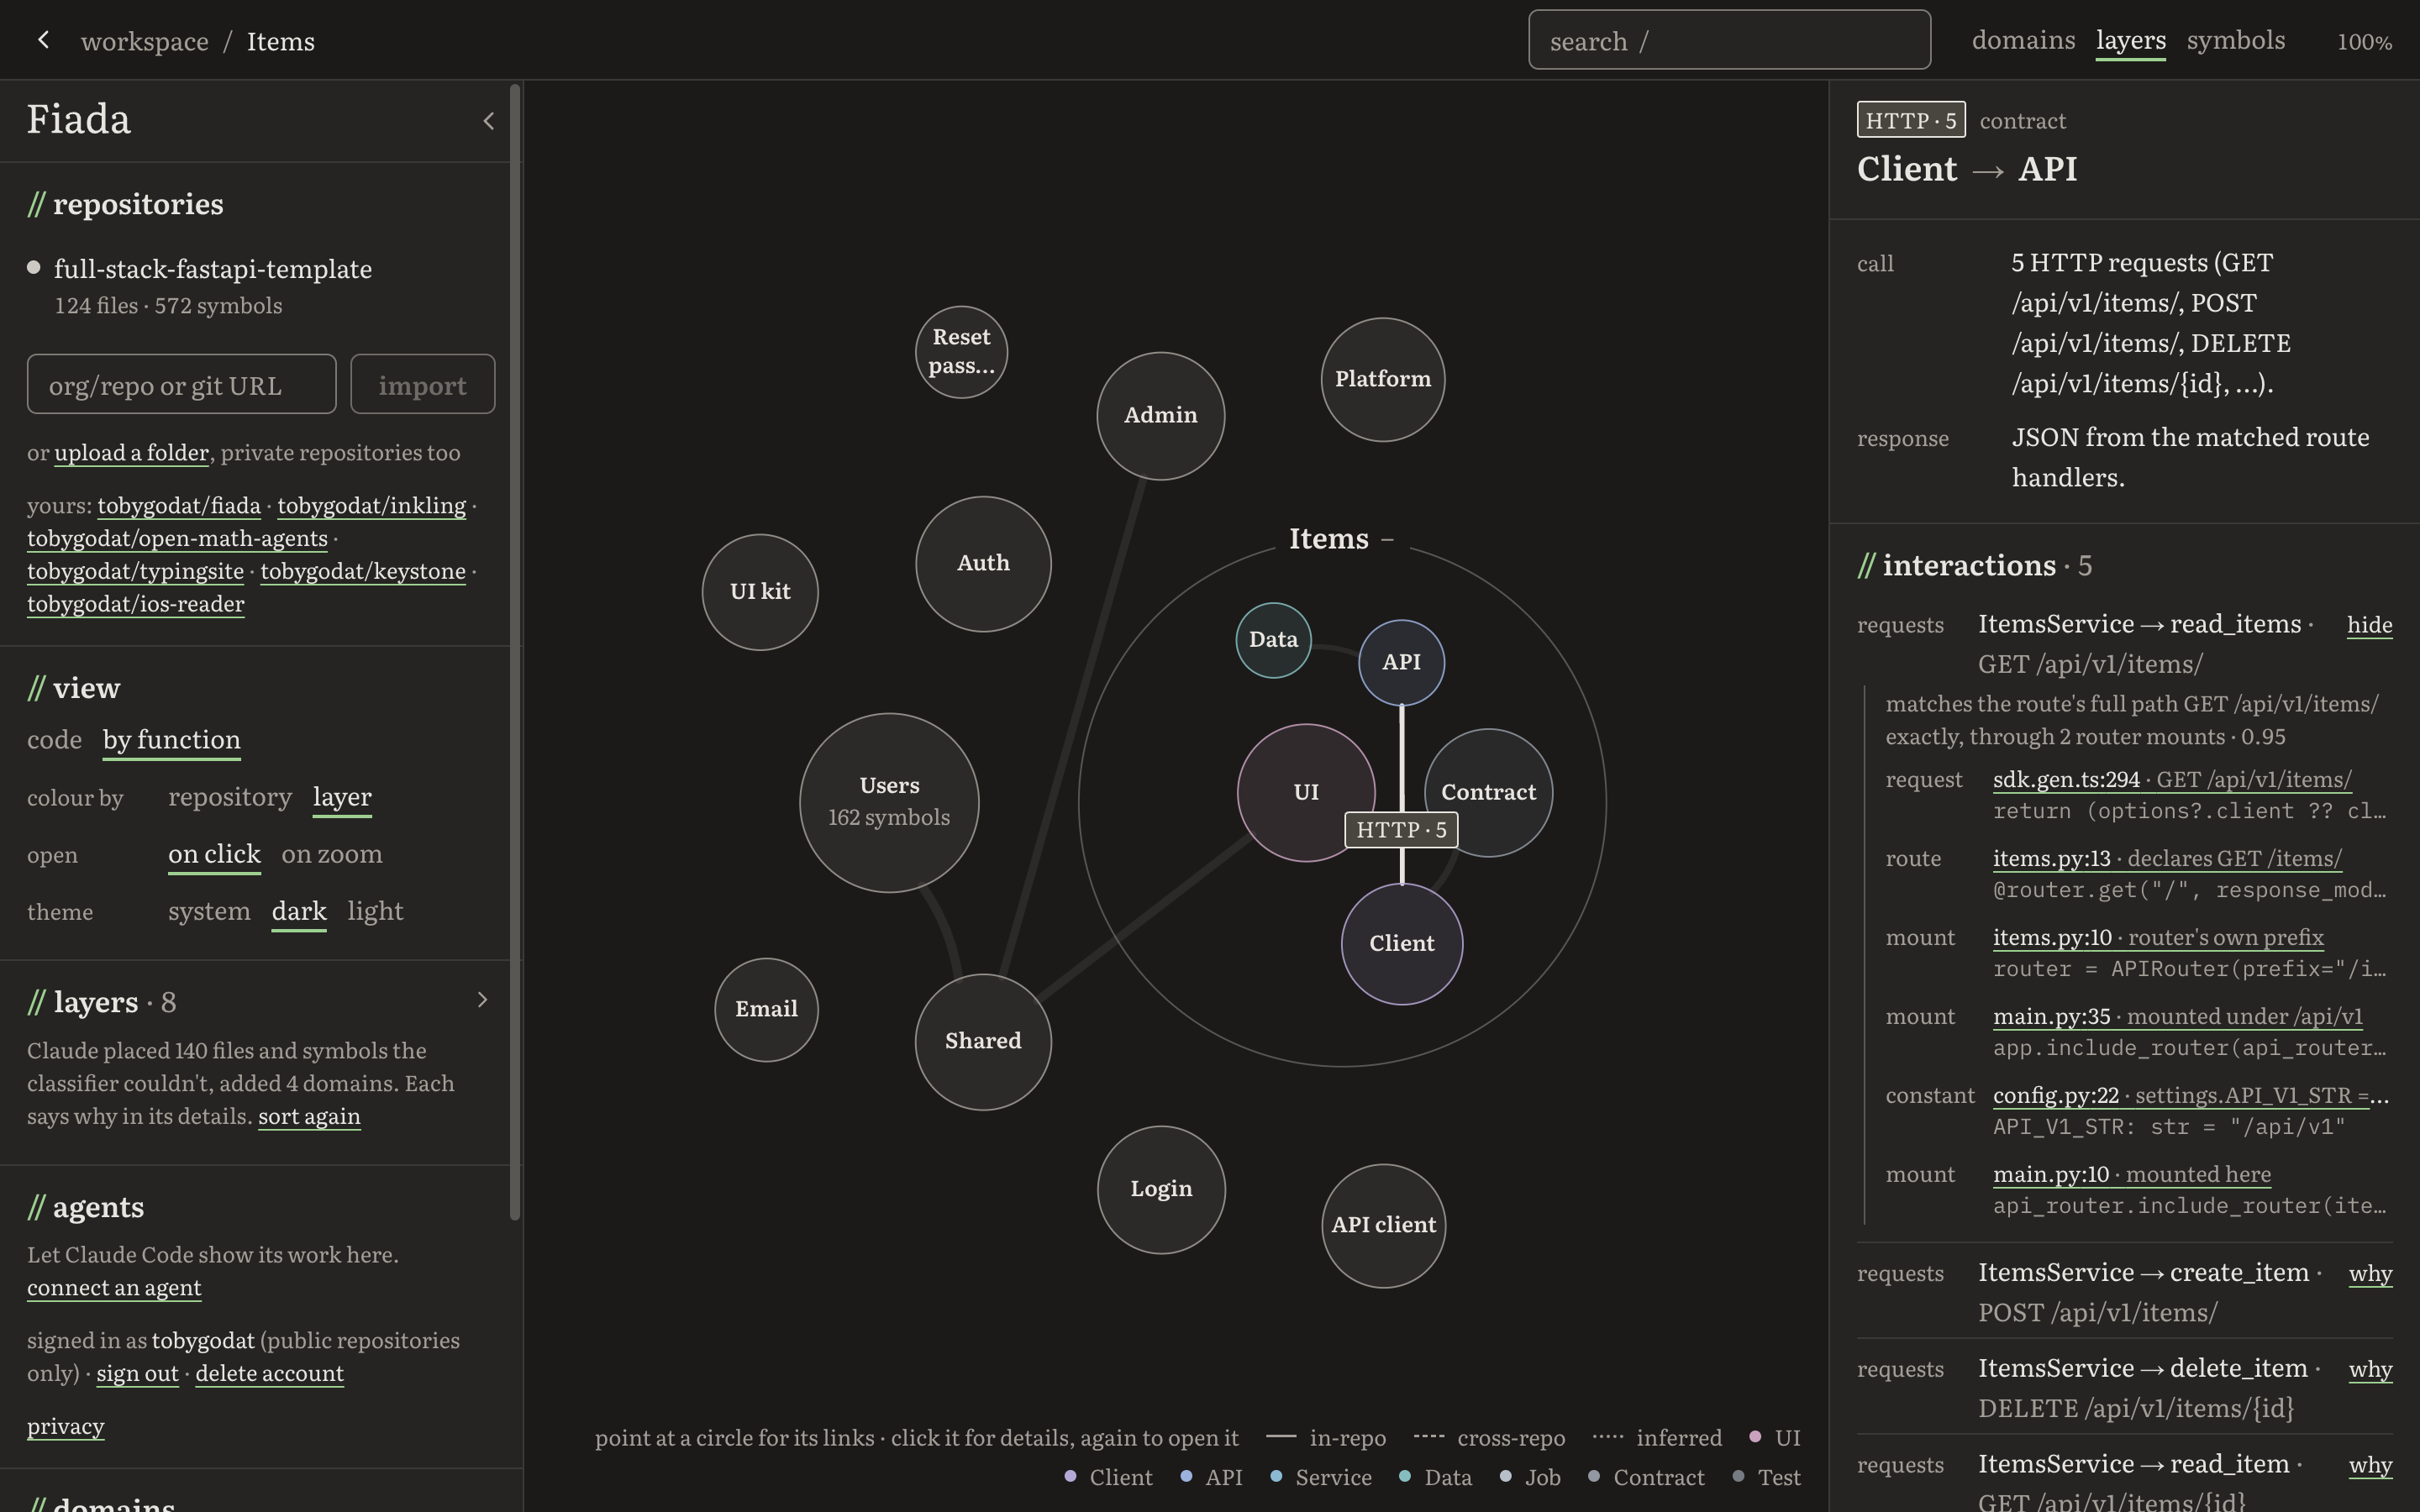 workspace / Items
search /
domains layers symbols 100%
Fiada
// repositories
full-stack-fastapi-template
124 files · 572 symbols
org/repo or git URL
import
or upload a folder, private repositories too
yours: tobygodat/fiada · tobygodat/inkling ·
tobygodat/open-math-agents ·
tobygodat/typingsite · tobygodat/keystone ·
tobygodat/ios-reader
// view
code by function
colour by repository layer
open on click on zoom
theme system dark light
// layers · 8
Claude placed 140 files and symbols the
classifier couldn't, added 4 domains. Each
says why in its details. sort again
// agents
Let Claude Code show its work here.
connect an agent
signed in as tobygodat (public repositories
only) · sign out · delete account
privacy
// domains
Reset
pass...
Admin
Platform
Auth
UI kit
Items –
Data
API
Users
162 symbols
UI
Contract
HTTP · 5
Client
Email
Shared
Login
API client
point at a circle for its links · click it for details, again to open it in-repo cross-repo inferred UI
Client API Service Data Job Contract Test
HTTP · 5 contract
Client → API
call
5 HTTP requests (GET
/api/v1/items/, POST
/api/v1/items/, DELETE
/api/v1/items/{id}, ...).
response
JSON from the matched route
handlers.
// interactions · 5
requests ItemsService → read_items · hide
GET /api/v1/items/
matches the route's full path GET /api/v1/items/
exactly, through 2 router mounts · 0.95
request sdk.gen.ts:294 · GET /api/v1/items/
return (options?.client ?? cl…
route items.py:13 · declares GET /items/
@router.get("/", response_mod…
mount items.py:10 · router's own prefix
router = APIRouter(prefix="/i…
mount main.py:35 · mounted under /api/v1
app.include_router(api_router…
constant config.py:22 · settings.API_V1_STR =…
API_V1_STR: str = "/api/v1"
mount main.py:10 · mounted here
api_router.include_router(ite…
requests ItemsService → create_item · why
POST /api/v1/items/
requests ItemsService → delete_item · why
DELETE /api/v1/items/{id}
requests ItemsService → read_item · why
GET /api/v1/items/{id}